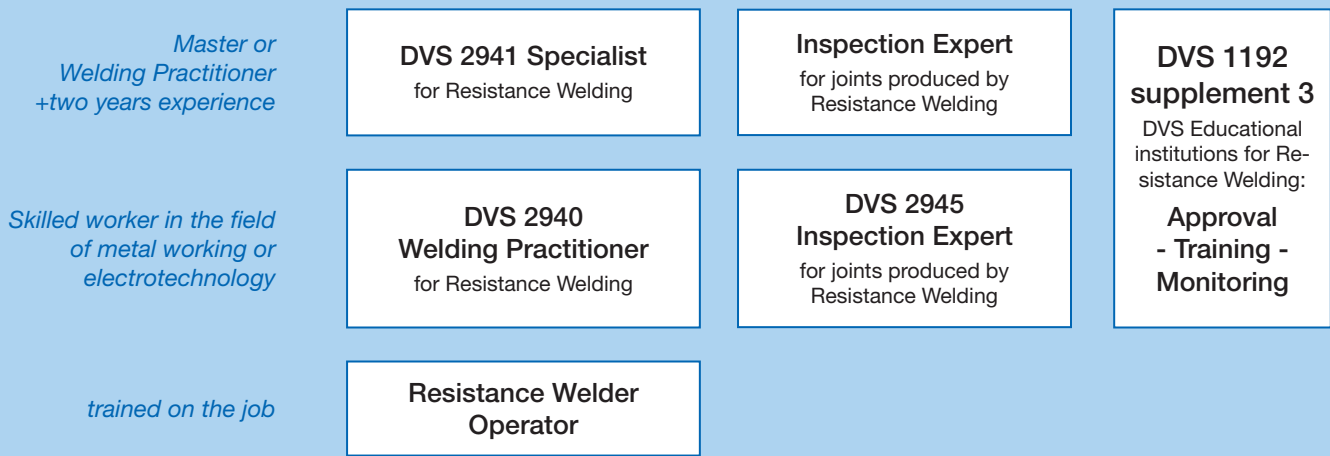 Master or
Welding Practitioner
+two years experience
DVS 2941 Specialist
for Resistance Welding
Inspection Expert
for joints produced by
Resistance Welding
DVS 1192
supplement 3
DVS Educational
institutions for Re-
sistance Welding:
Approval
- Training -
Monitoring
Skilled worker in the field
of metal working or
electrotechnology
DVS 2940
Welding Practitioner
for Resistance Welding
DVS 2945
Inspection Expert
for joints produced by
Resistance Welding
trained on the job
Resistance Welder
Operator